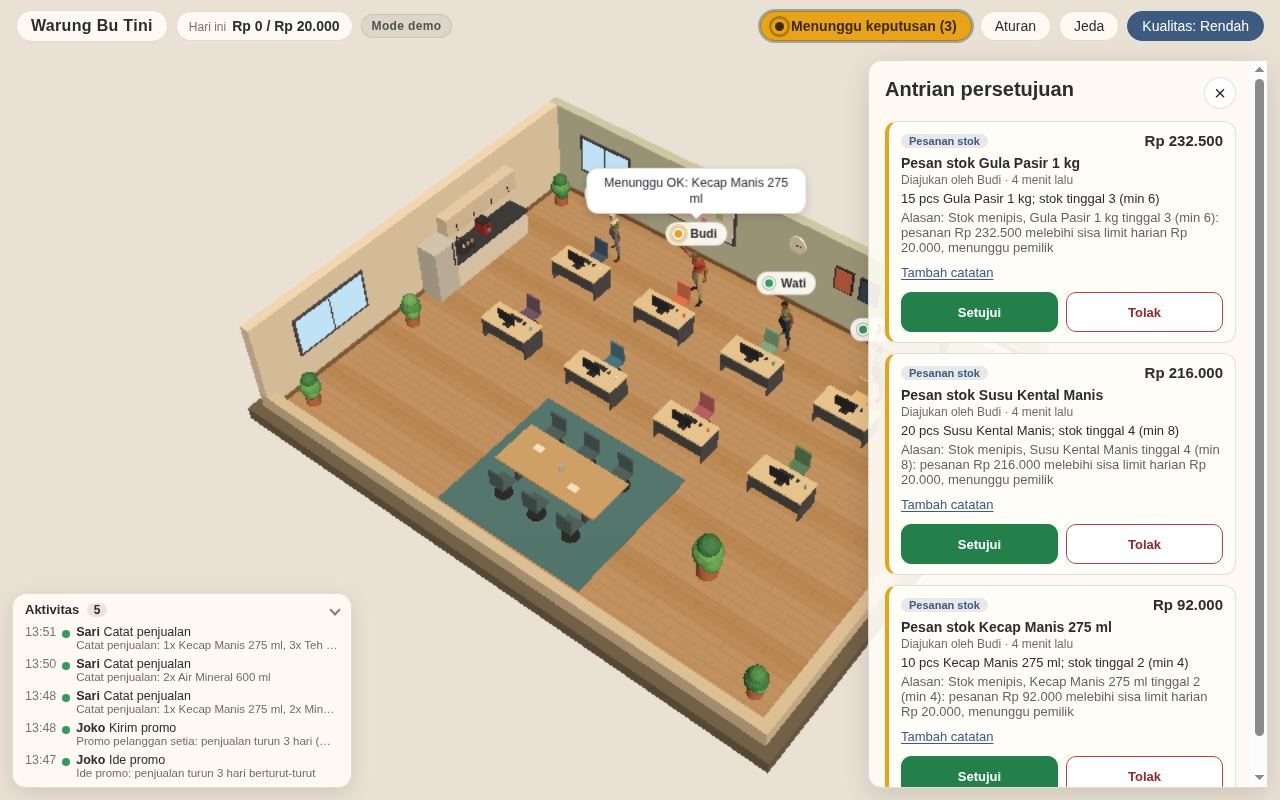 Warung Bu Tini
Hari ini Rp 0 / Rp 20.000
Mode demo
Menunggu keputusan (3)
Aturan
Jeda
Kualitas: Rendah
Menunggu OK: Kecap Manis 275
ml
Budi
Wati
Antrian persetujuan
×
Pesanan stok
Rp 232.500
Pesan stok Gula Pasir 1 kg
Diajukan oleh Budi · 4 menit lalu
15 pcs Gula Pasir 1 kg; stok tinggal 3 (min 6)
Alasan: Stok menipis, Gula Pasir 1 kg tinggal 3 (min 6):
pesanan Rp 232.500 melebihi sisa limit harian Rp
20.000, menunggu pemilik
Tambah catatan
Setujui
Tolak
Pesanan stok
Rp 216.000
Pesan stok Susu Kental Manis
Diajukan oleh Budi · 4 menit lalu
20 pcs Susu Kental Manis; stok tinggal 4 (min 8)
Alasan: Stok menipis, Susu Kental Manis tinggal 4 (min
8): pesanan Rp 216.000 melebihi sisa limit harian Rp
20.000, menunggu pemilik
Tambah catatan
Setujui
Tolak
Pesanan stok
Rp 92.000
Pesan stok Kecap Manis 275 ml
Diajukan oleh Budi · 4 menit lalu
10 pcs Kecap Manis 275 ml; stok tinggal 2 (min 4)
Alasan: Stok menipis, Kecap Manis 275 ml tinggal 2
(min 4): pesanan Rp 92.000 melebihi sisa limit harian
Rp 20.000, menunggu pemilik
Tambah catatan
Setujui
Tolak
Aktivitas 5
13:51 Sari Catat penjualan
Catat penjualan: 1x Kecap Manis 275 ml, 3x Teh …
13:50 Sari Catat penjualan
Catat penjualan: 2x Air Mineral 600 ml
13:48 Sari Catat penjualan
Catat penjualan: 1x Kecap Manis 275 ml, 2x Min…
13:48 Joko Kirim promo
Promo pelanggan setia: penjualan turun 3 hari (…
13:47 Joko Ide promo
Ide promo: penjualan turun 3 hari berturut-turut